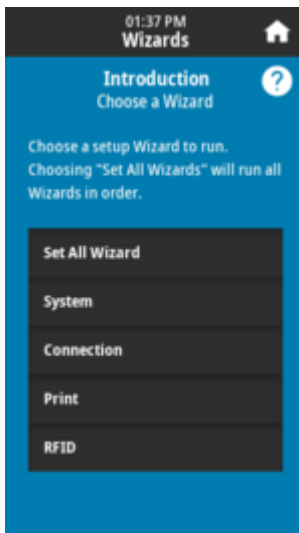 01:37 PM
Wizards
Introduction
?
Choose a Wizard
Choose a setup Wizard to run.
Choosing "Set All Wizards" will run all
Wizards in order.
Set All Wizard
System
Connection
Print
RFID